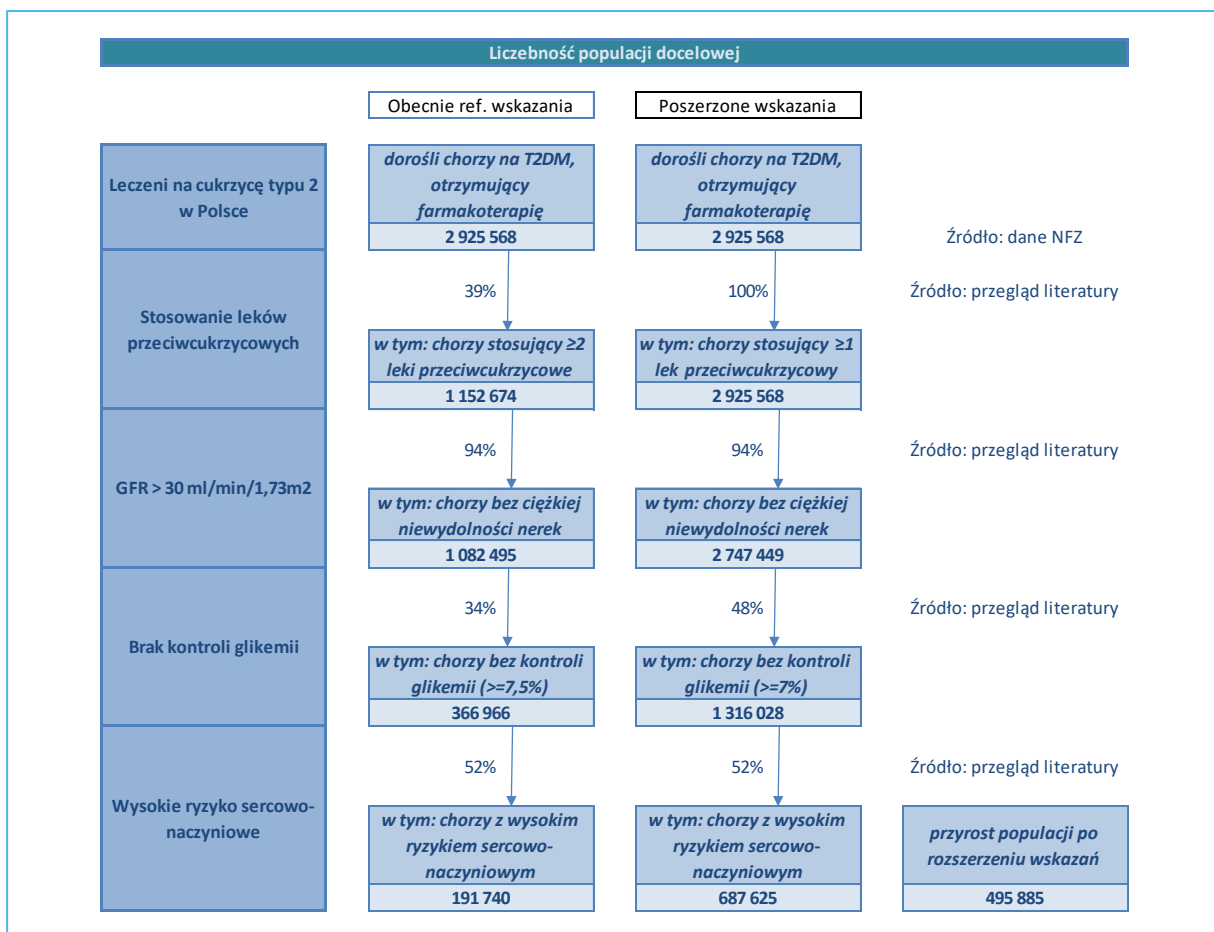 Liczebność populacji docelowej
Obecnie ref. wskazania
Poszerzone wskazania
Leczeni na cukrzycę typu 2
w Polsce
dorośli chorzy na T2DM,
otrzymujący
farmakoterapię
2 925 568
dorośli chorzy na T2DM,
otrzymujący
farmakoterapię
2 925 568
Źródło: dane NFZ
39%
100%
Źródło: przegląd literatury
Stosowanie leków
przeciwcukrzycowych
w tym: chorzy stosujący ≥2
leki przeciwcukrzycowe
1 152 674
w tym: chorzy stosujący ≥1
lek przeciwcukrzycowy
2 925 568
94%
94%
Źródło: przegląd literatury
GFR > 30 ml/min/1,73m2
w tym: chorzy bez ciężkiej
niewydolności nerek
1 082 495
w tym: chorzy bez ciężkiej
niewydolności nerek
2 747 449
34%
48%
Źródło: przegląd literatury
Brak kontroli glikemii
w tym: chorzy bez kontroli
glikemii (>=7,5%)
366 966
w tym: chorzy bez kontroli
glikemii (>=7%)
1 316 028
52%
52%
Źródło: przegląd literatury
Wysokie ryzyko sercowo-
naczyniowe
w tym: chorzy z wysokim
ryzykiem sercowo-
naczyniowym
191 740
w tym: chorzy z wysokim
ryzykiem sercowo-
naczyniowym
687 625
przyrost populacji po
rozszerzeniu wskazań
495 885